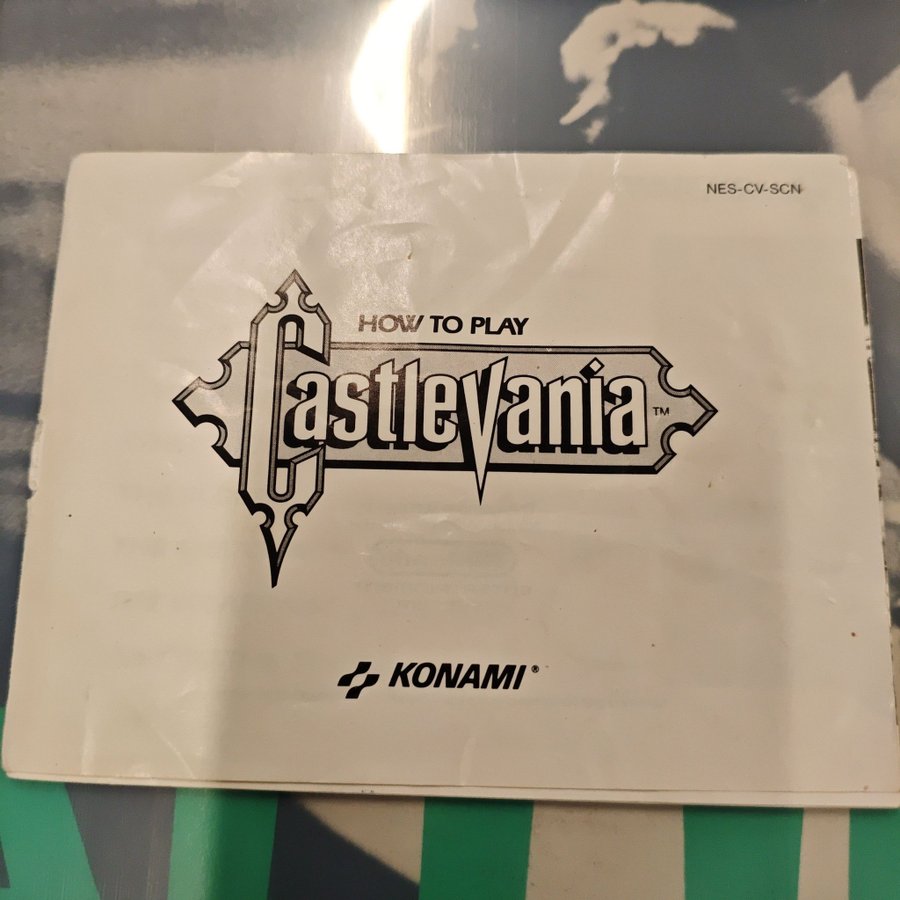 NES-CV-SCN
HOW TO PLAY
Castlevania™
KONAMI®